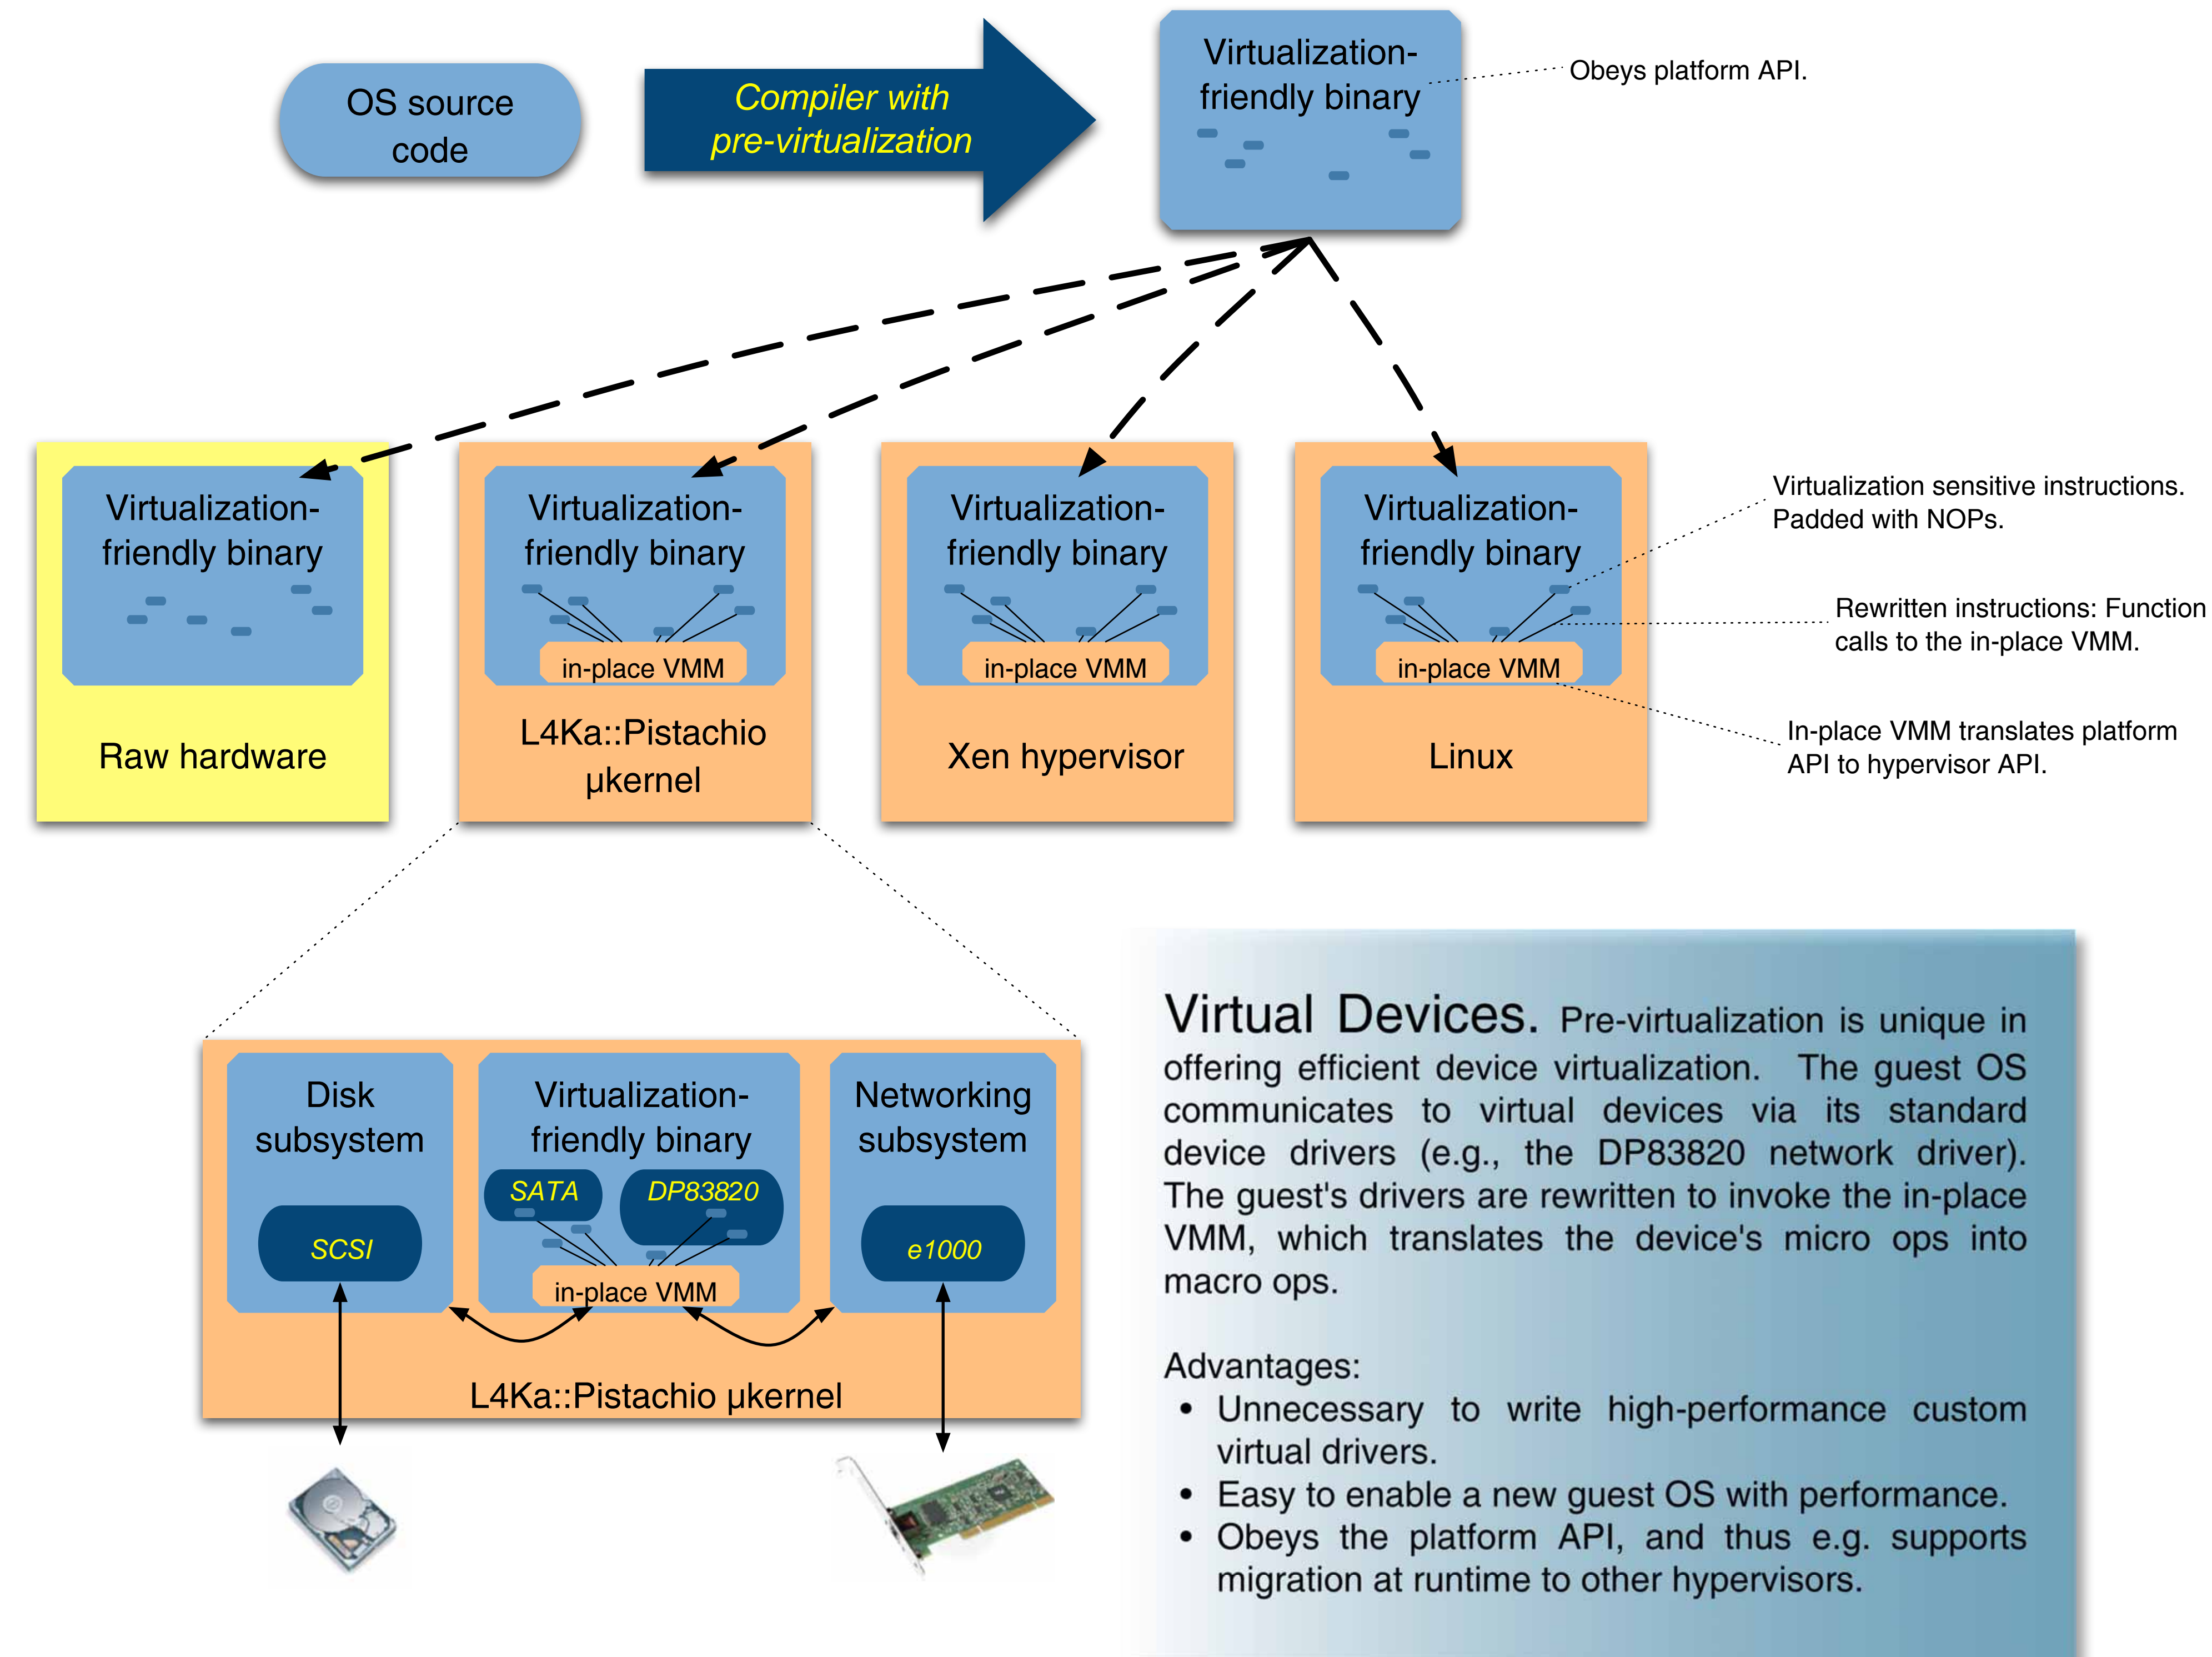 OS source
code
Compiler with
pre-virtualization
Virtualization-
friendly binary
Obeys platform API.
Virtualization-
friendly binary
Raw hardware
Virtualization-
friendly binary
in-place VMM
L4Ka::Pistachio
µkernel
Virtualization-
friendly binary
in-place VMM
Xen hypervisor
Virtualization-
friendly binary
in-place VMM
Linux
Virtualization sensitive instructions.
Padded with NOPs.
Rewritten instructions: Function
calls to the in-place VMM.
In-place VMM translates platform
API to hypervisor API.
Disk
subsystem
SCSI
Virtualization-
friendly binary
SATA
DP83820
in-place VMM
Networking
subsystem
e1000
L4Ka::Pistachio µkernel
Virtual Devices. Pre-virtualization is unique in
offering efficient device virtualization. The guest OS
communicates to virtual devices via its standard
device drivers (e.g., the DP83820 network driver).
The guest's drivers are rewritten to invoke the in-place
VMM, which translates the device's micro ops into
macro ops.
Advantages:
• Unnecessary to write high-performance custom
virtual drivers.
• Easy to enable a new guest OS with performance.
• Obeys the platform API, and thus e.g. supports
migration at runtime to other hypervisors.